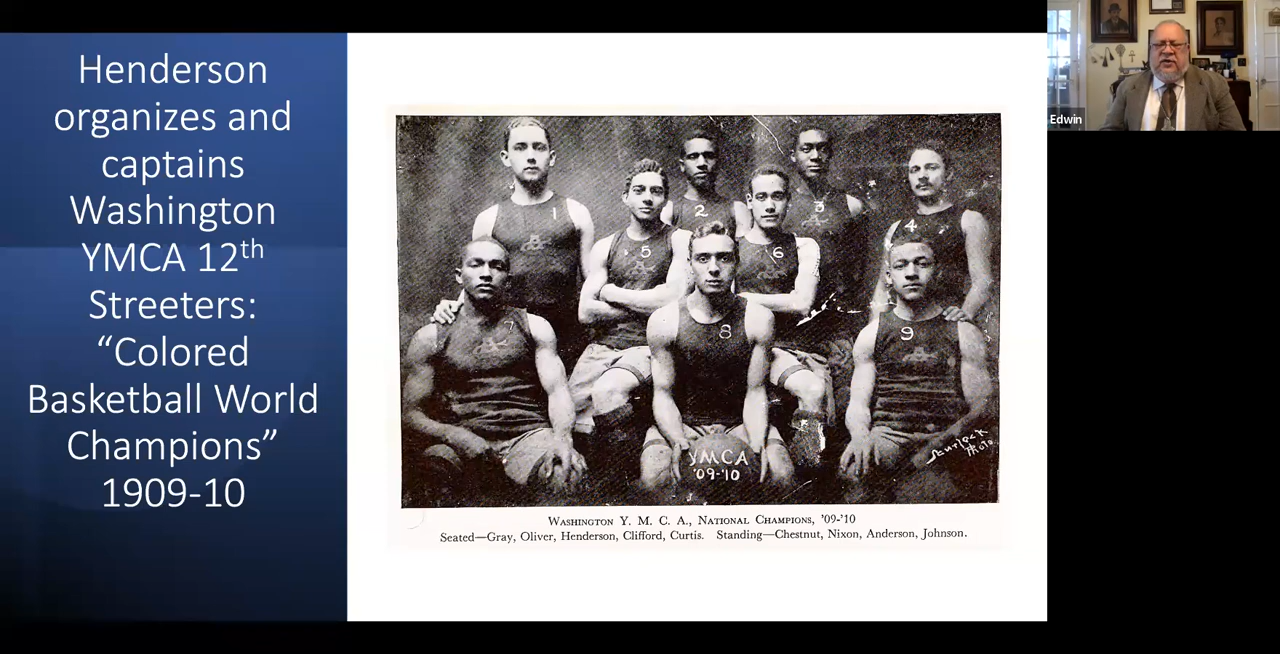 Henderson
organizes and
captains
Washington
YMCA 12th
Streeters:
“Colored
Basketball World
Champions”
1909-10
1
2
3
4
5
6
7
8
9
YMCA
'09-'10
Scurlock
Photo
Washington Y. M. C. A., National Champions, '09-'10
Seated—Gray, Oliver, Henderson, Clifford, Curtis. Standing—Chestnut, Nixon, Anderson, Johnson.
Edwin